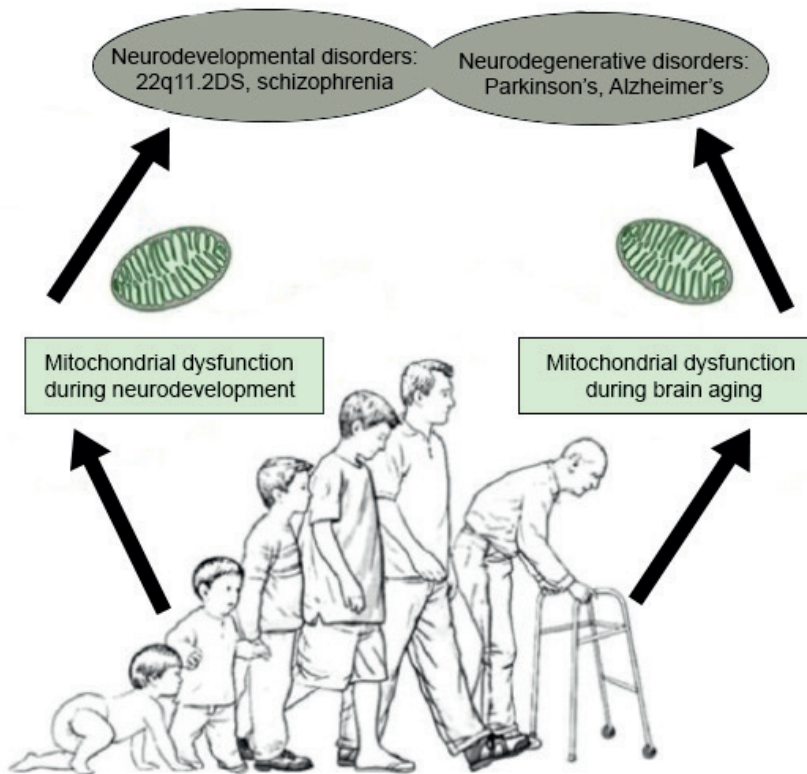 Neurodevelopmental disorders:
22q11.2DS, schizophrenia
Neurodegenerative disorders:
Parkinson's, Alzheimer's
Mitochondrial dysfunction
during neurodevelopment
Mitochondrial dysfunction
during brain aging